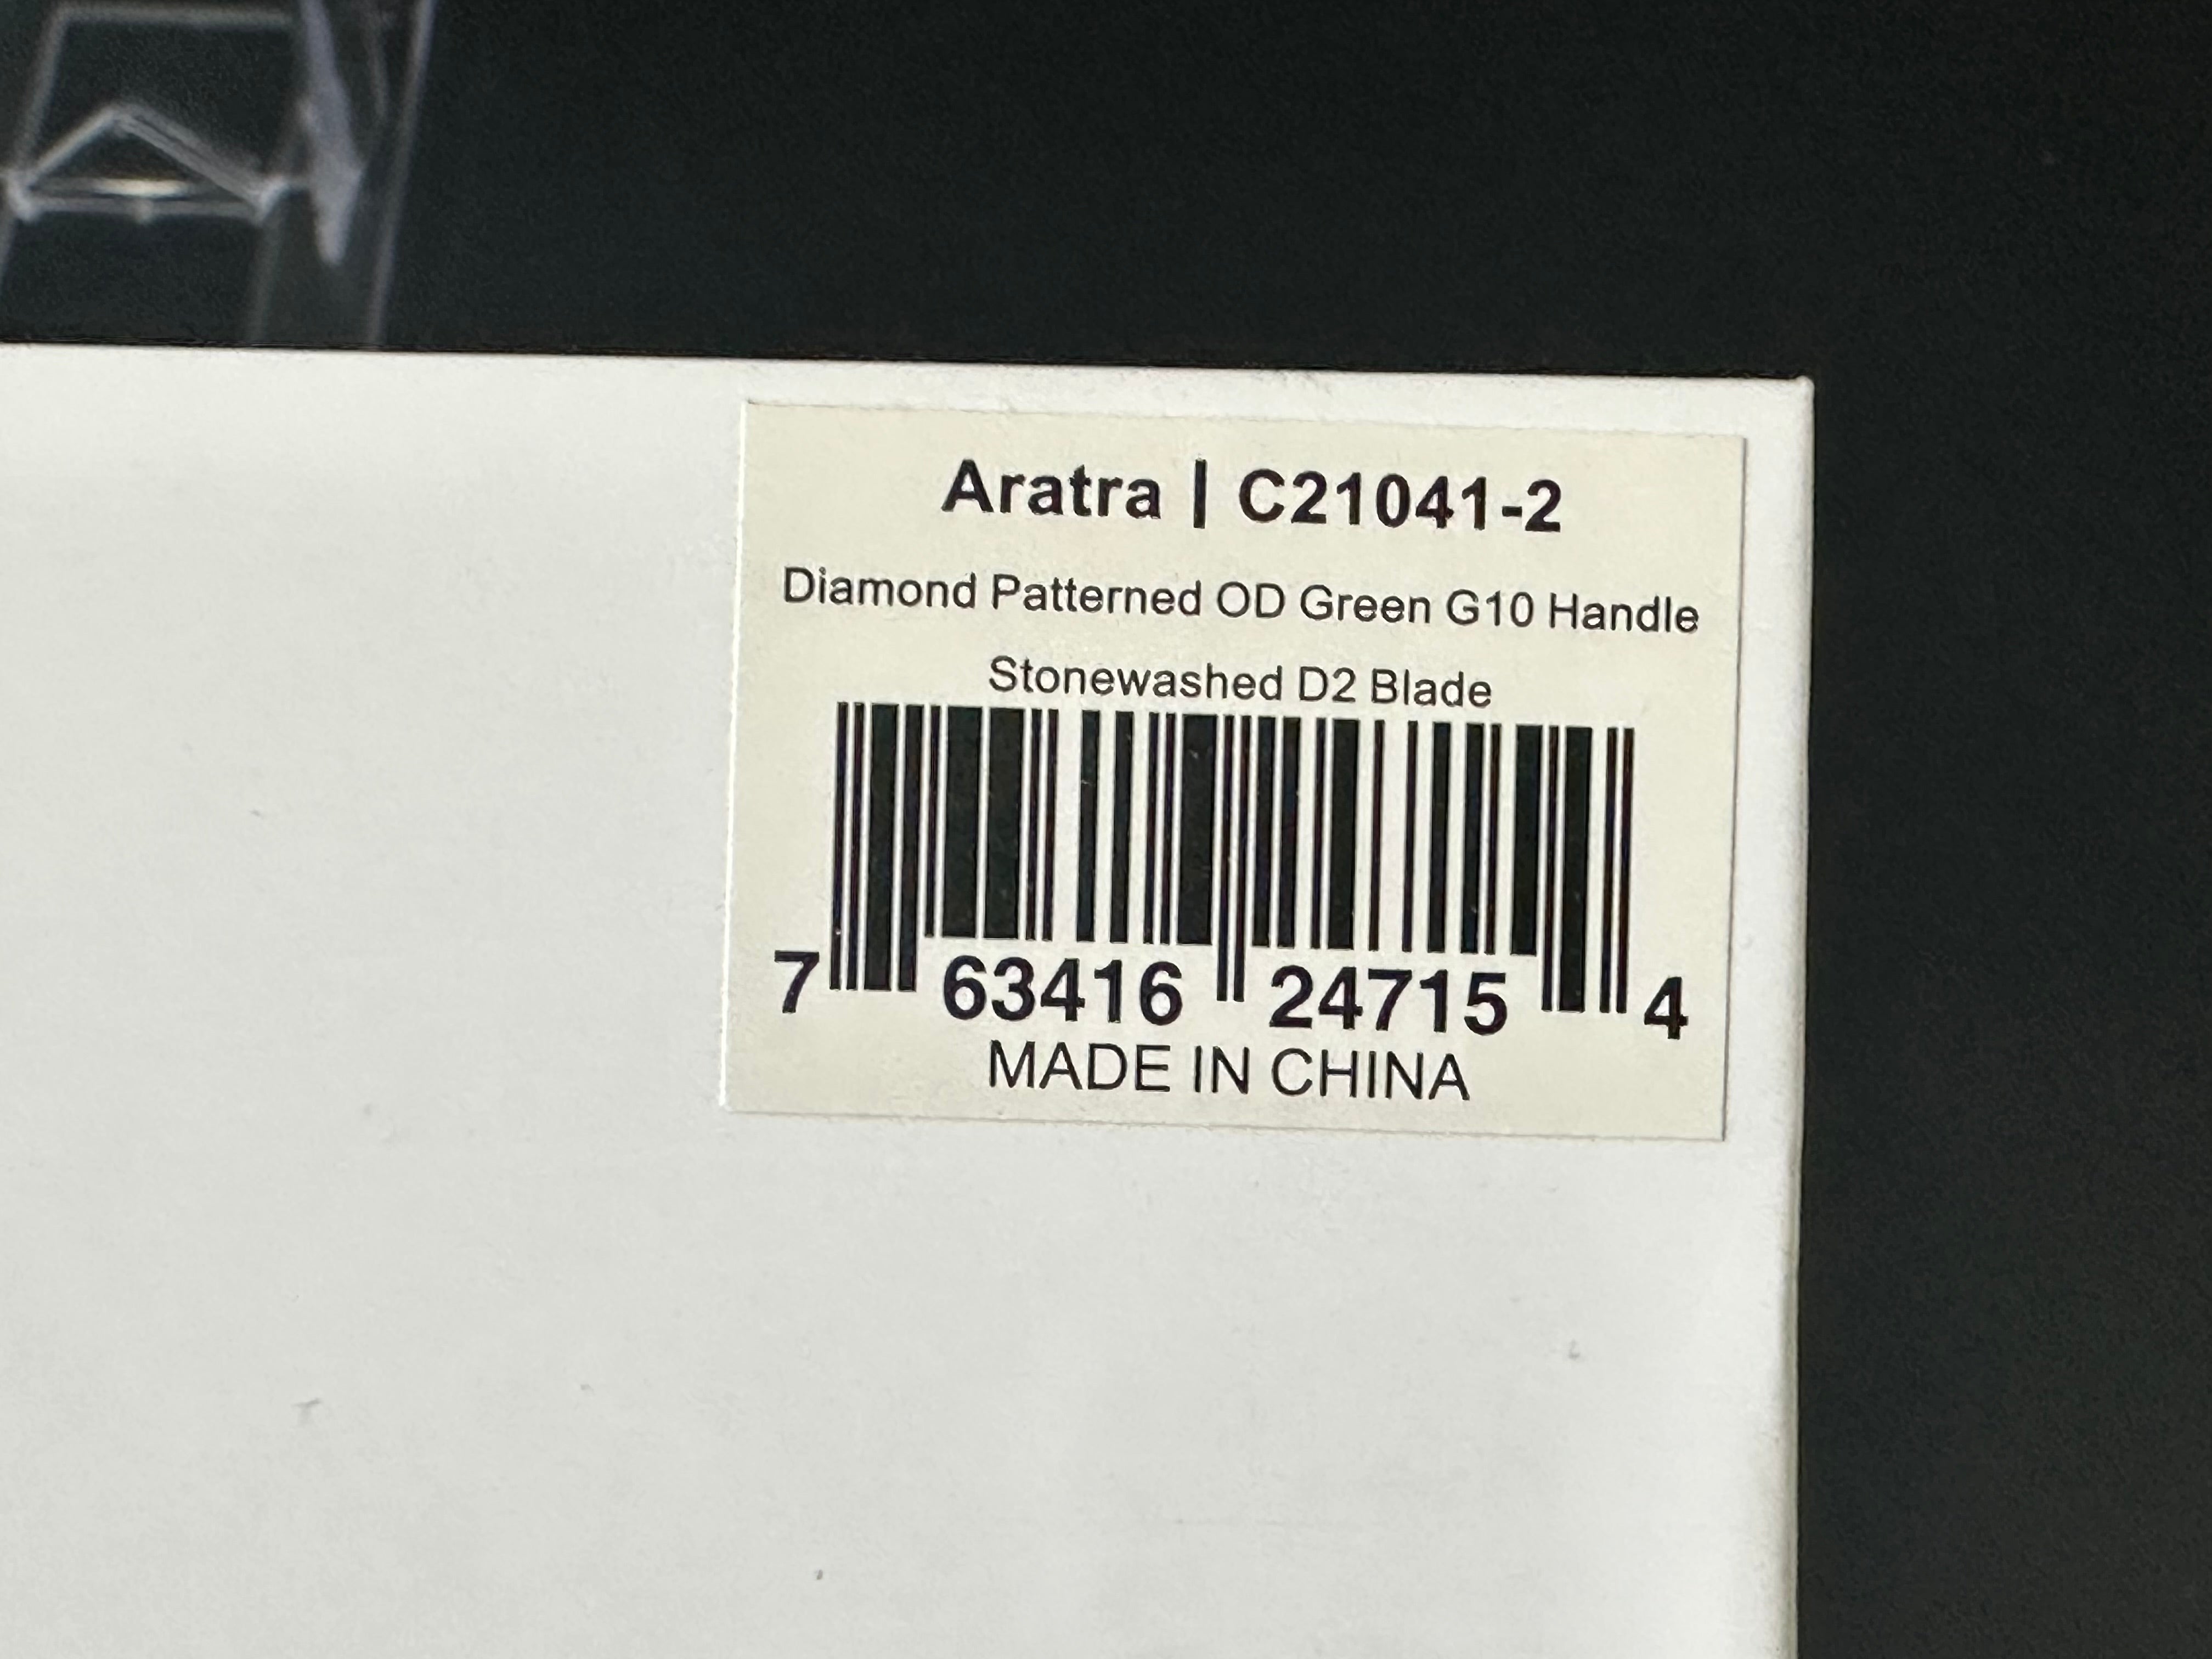 Aratra | C21041-2
Diamond Patterned OD Green G10 Handle
Stonewashed D2 Blade
7 63416 24715 4
MADE IN CHINA